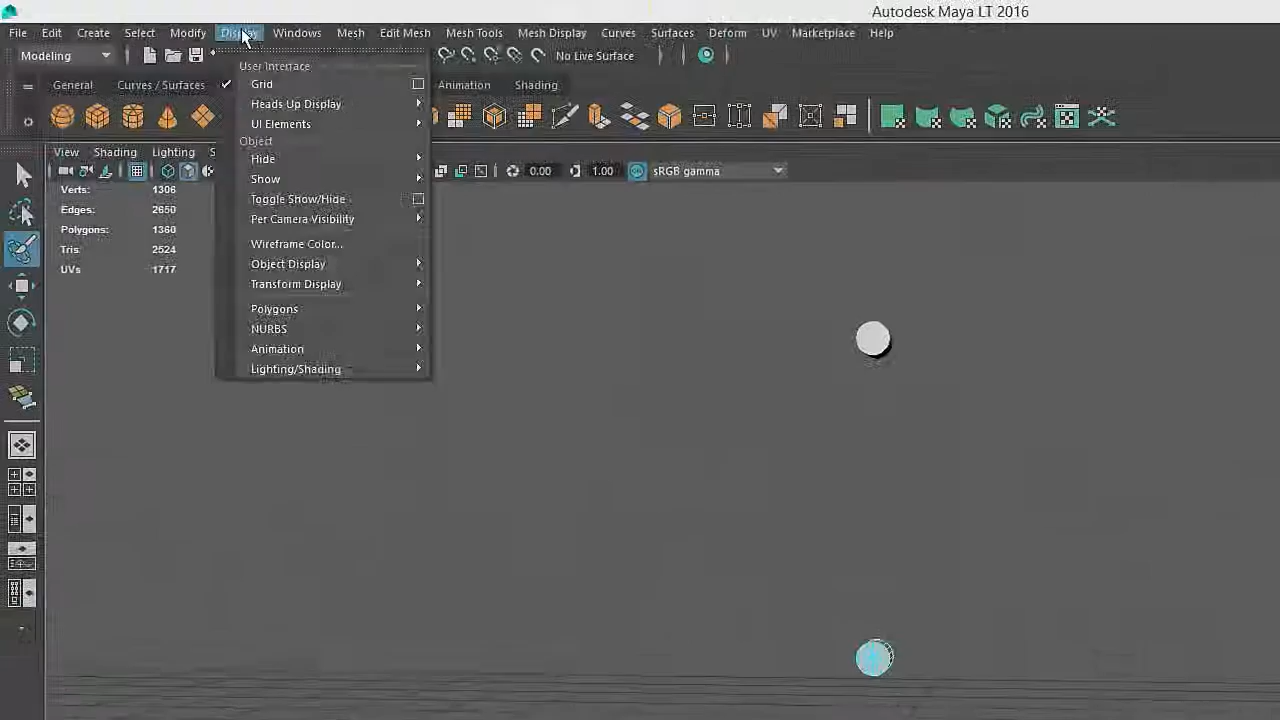 Autodesk Maya LT 2016
File Edit Create Select Modify Display Windows Mesh Edit Mesh Mesh Tools Mesh Display Curves Surfaces Deform UV Marketplace Help
Modeling No Live Surface
General Curves / Surfaces Animation Shading
User Interface
Grid
Heads Up Display
UI Elements
Object
Hide
Show
Toggle Show/Hide
Per Camera Visibility
Wireframe Color...
Object Display
Transform Display
Polygons
NURBS
Animation
Lighting/Shading
View Shading Lighting S
0.00 1.00 sRGB gamma
Verts: 1306
Edges: 2650
Polygons: 1360
Tris: 2524
UVs 1717